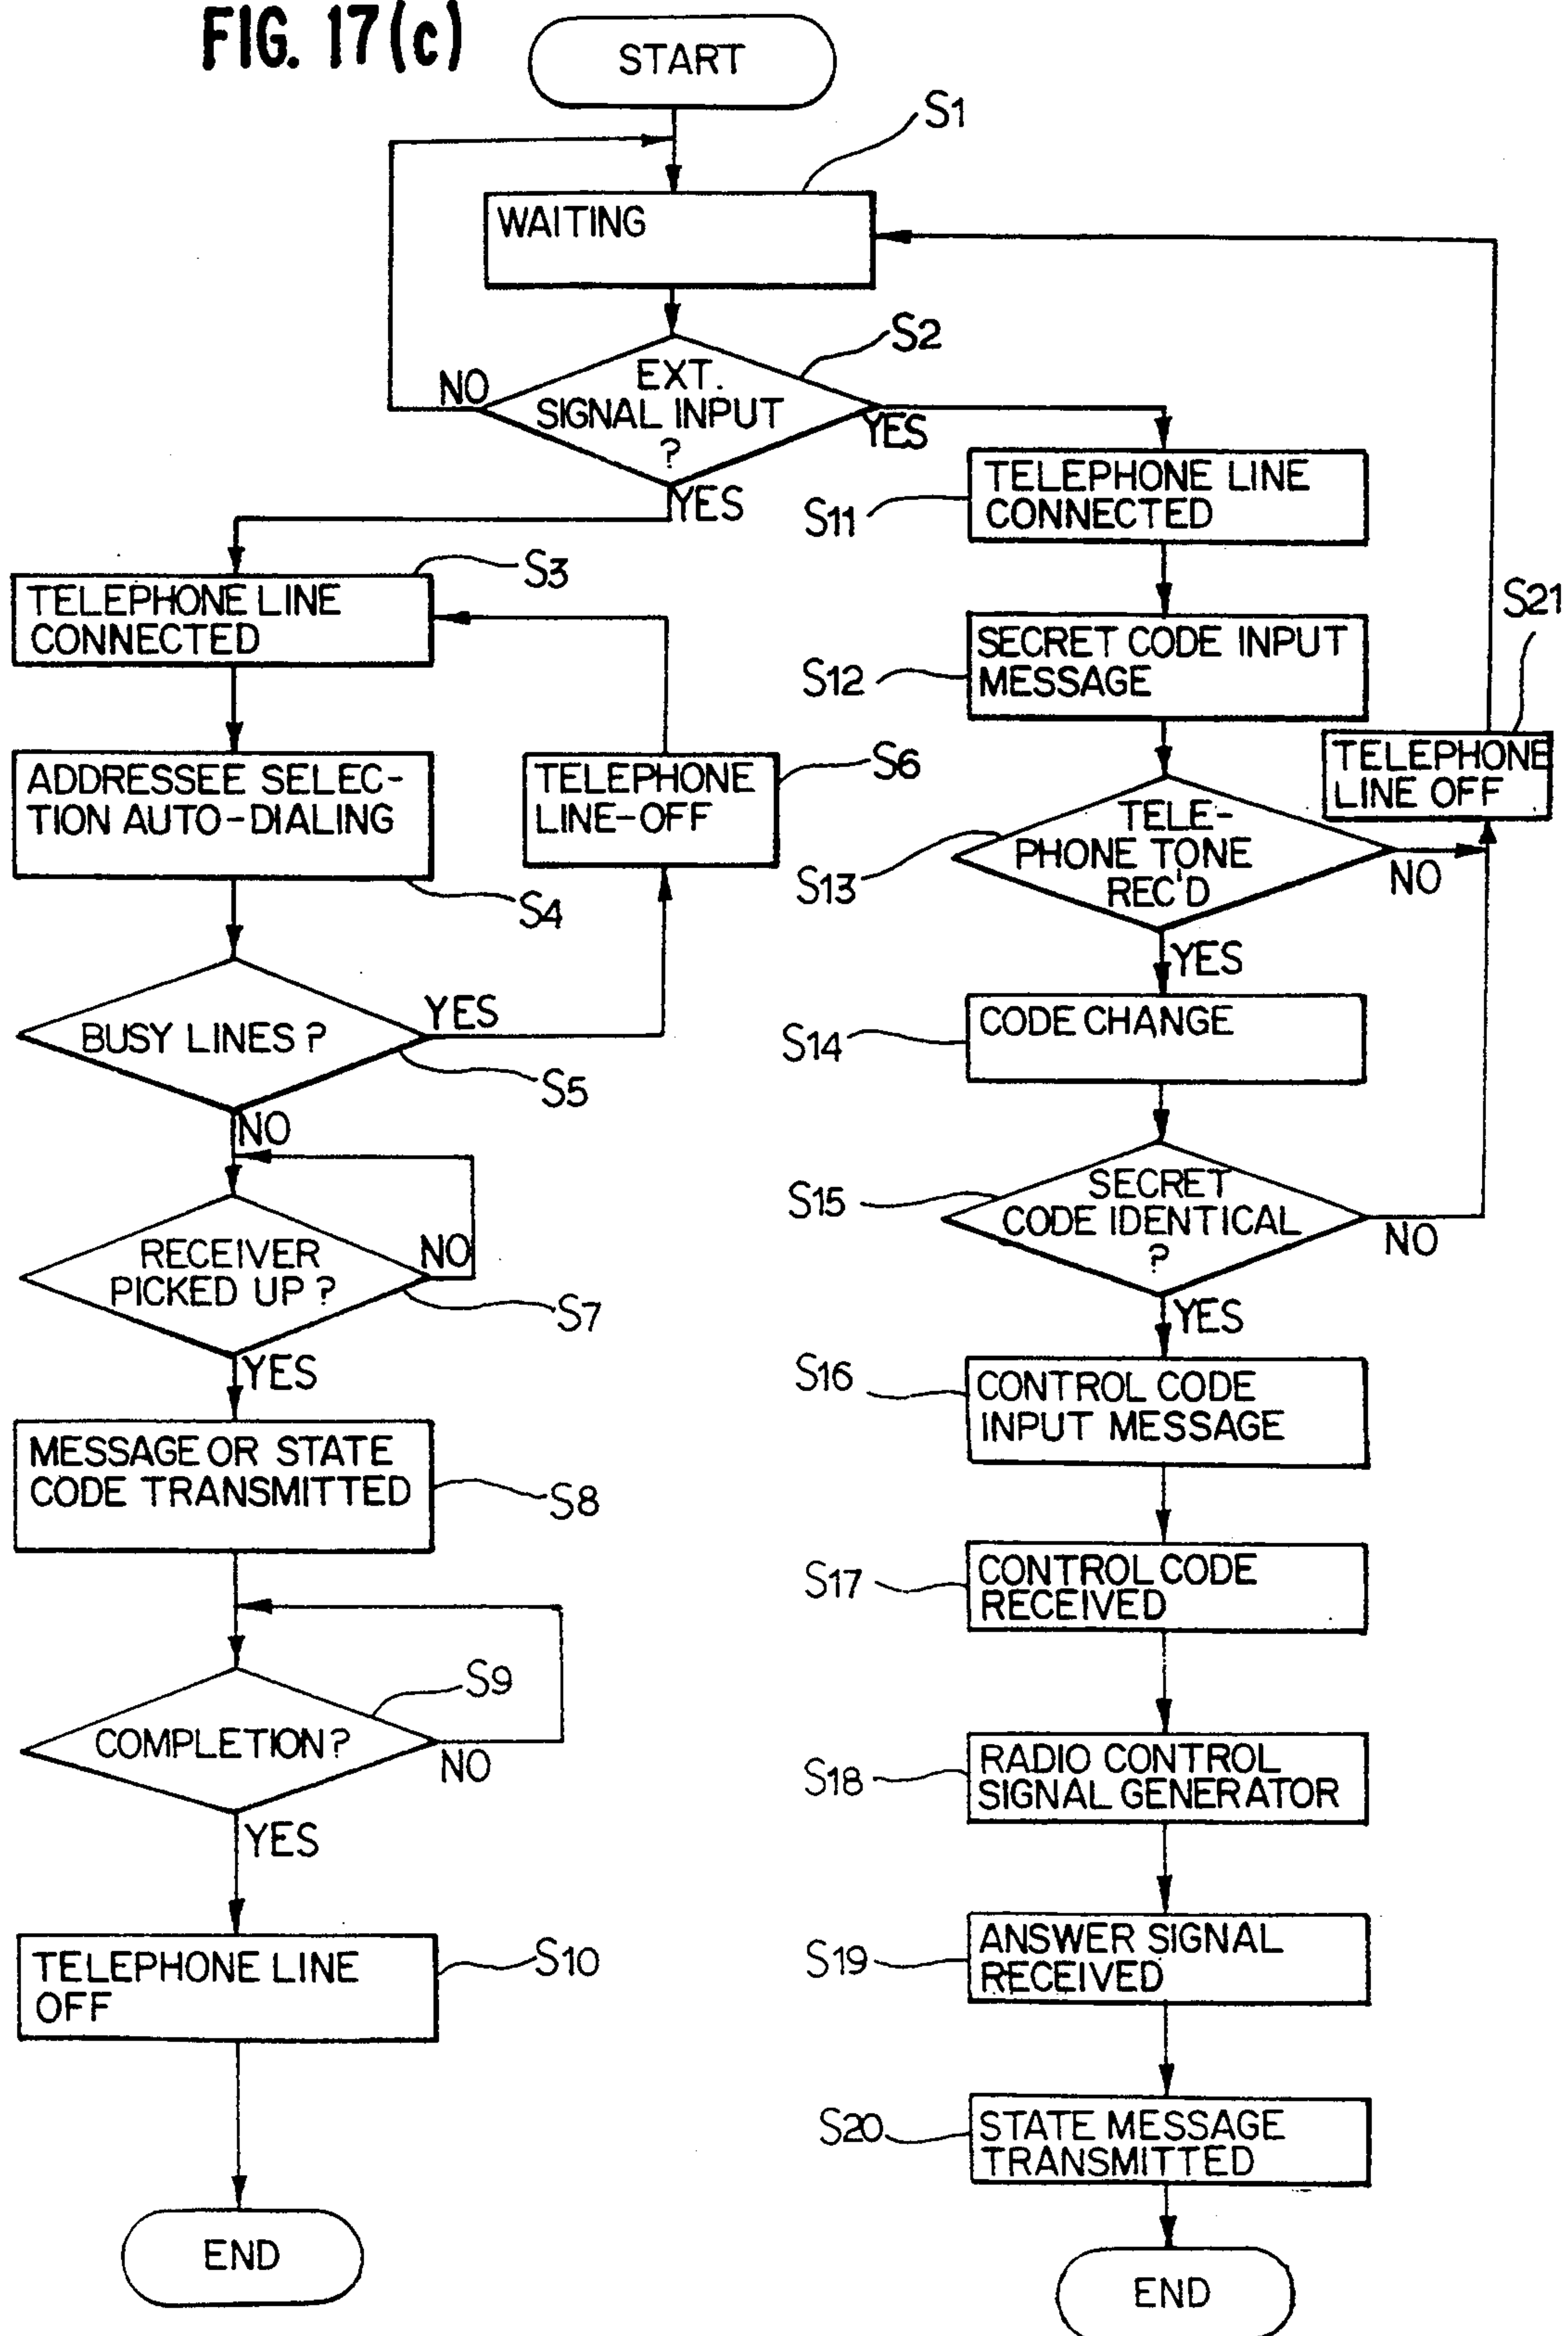 FIG. 17(c)
START
S1
WAITING
S2
EXT.
SIGNAL INPUT
?
NO
YES
YES
S3
TELEPHONE LINE
CONNECTED
ADDRESSEE SELEC-
TION AUTO-DIALING
S4
TELEPHONE
LINE-OFF
S6
BUSY LINES?
YES
S5
NO
RECEIVER
PICKED UP?
NO
S7
YES
MESSAGE OR STATE
CODE TRANSMITTED
S8
S9
COMPLETION?
NO
YES
TELEPHONE LINE
OFF
S10
END
S11
TELEPHONE LINE
CONNECTED
S12
SECRET CODE INPUT
MESSAGE
S21
TELEPHONE
LINE OFF
S13
TELE-
PHONE TONE
REC'D
NO
YES
S14
CODE CHANGE
S15
SECRET
CODE IDENTICAL
?
NO
YES
S16
CONTROL CODE
INPUT MESSAGE
S17
CONTROL CODE
RECEIVED
S18
RADIO CONTROL
SIGNAL GENERATOR
S19
ANSWER SIGNAL
RECEIVED
S20
STATE MESSAGE
TRANSMITTED
END